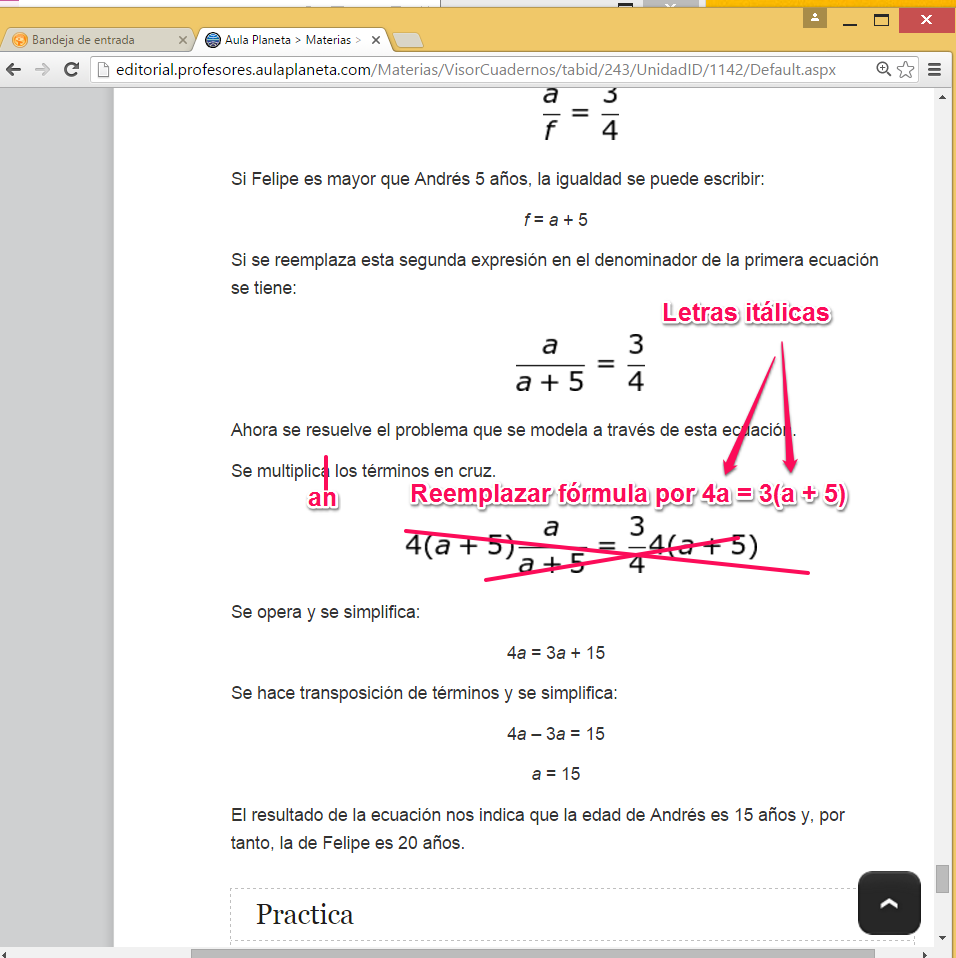 Bandeja de entrada
Aula Planeta > Materias >
editorial.profesores.aulaplaneta.com/Materias/VisorCuadernos/tabid/243/UnidadID/1142/Default.aspx
a/f = 3/4
Si Felipe es mayor que Andrés 5 años, la igualdad se puede escribir:
f = a + 5
Si se reemplaza esta segunda expresión en el denominador de la primera ecuación
se tiene:
Letras itálicas
a/(a + 5) = 3/4
Ahora se resuelve el problema que se modela a través de esta ecuación.
Se multiplica los términos en cruz.
an
Reemplazar fórmula por 4a = 3(a + 5)
4(a + 5) a/(a + 5) = 3/4 4(a + 5)
Se opera y se simplifica:
4a = 3a + 15
Se hace transposición de términos y se simplifica:
4a – 3a = 15
a = 15
El resultado de la ecuación nos indica que la edad de Andrés es 15 años y, por
tanto, la de Felipe es 20 años.
Practica